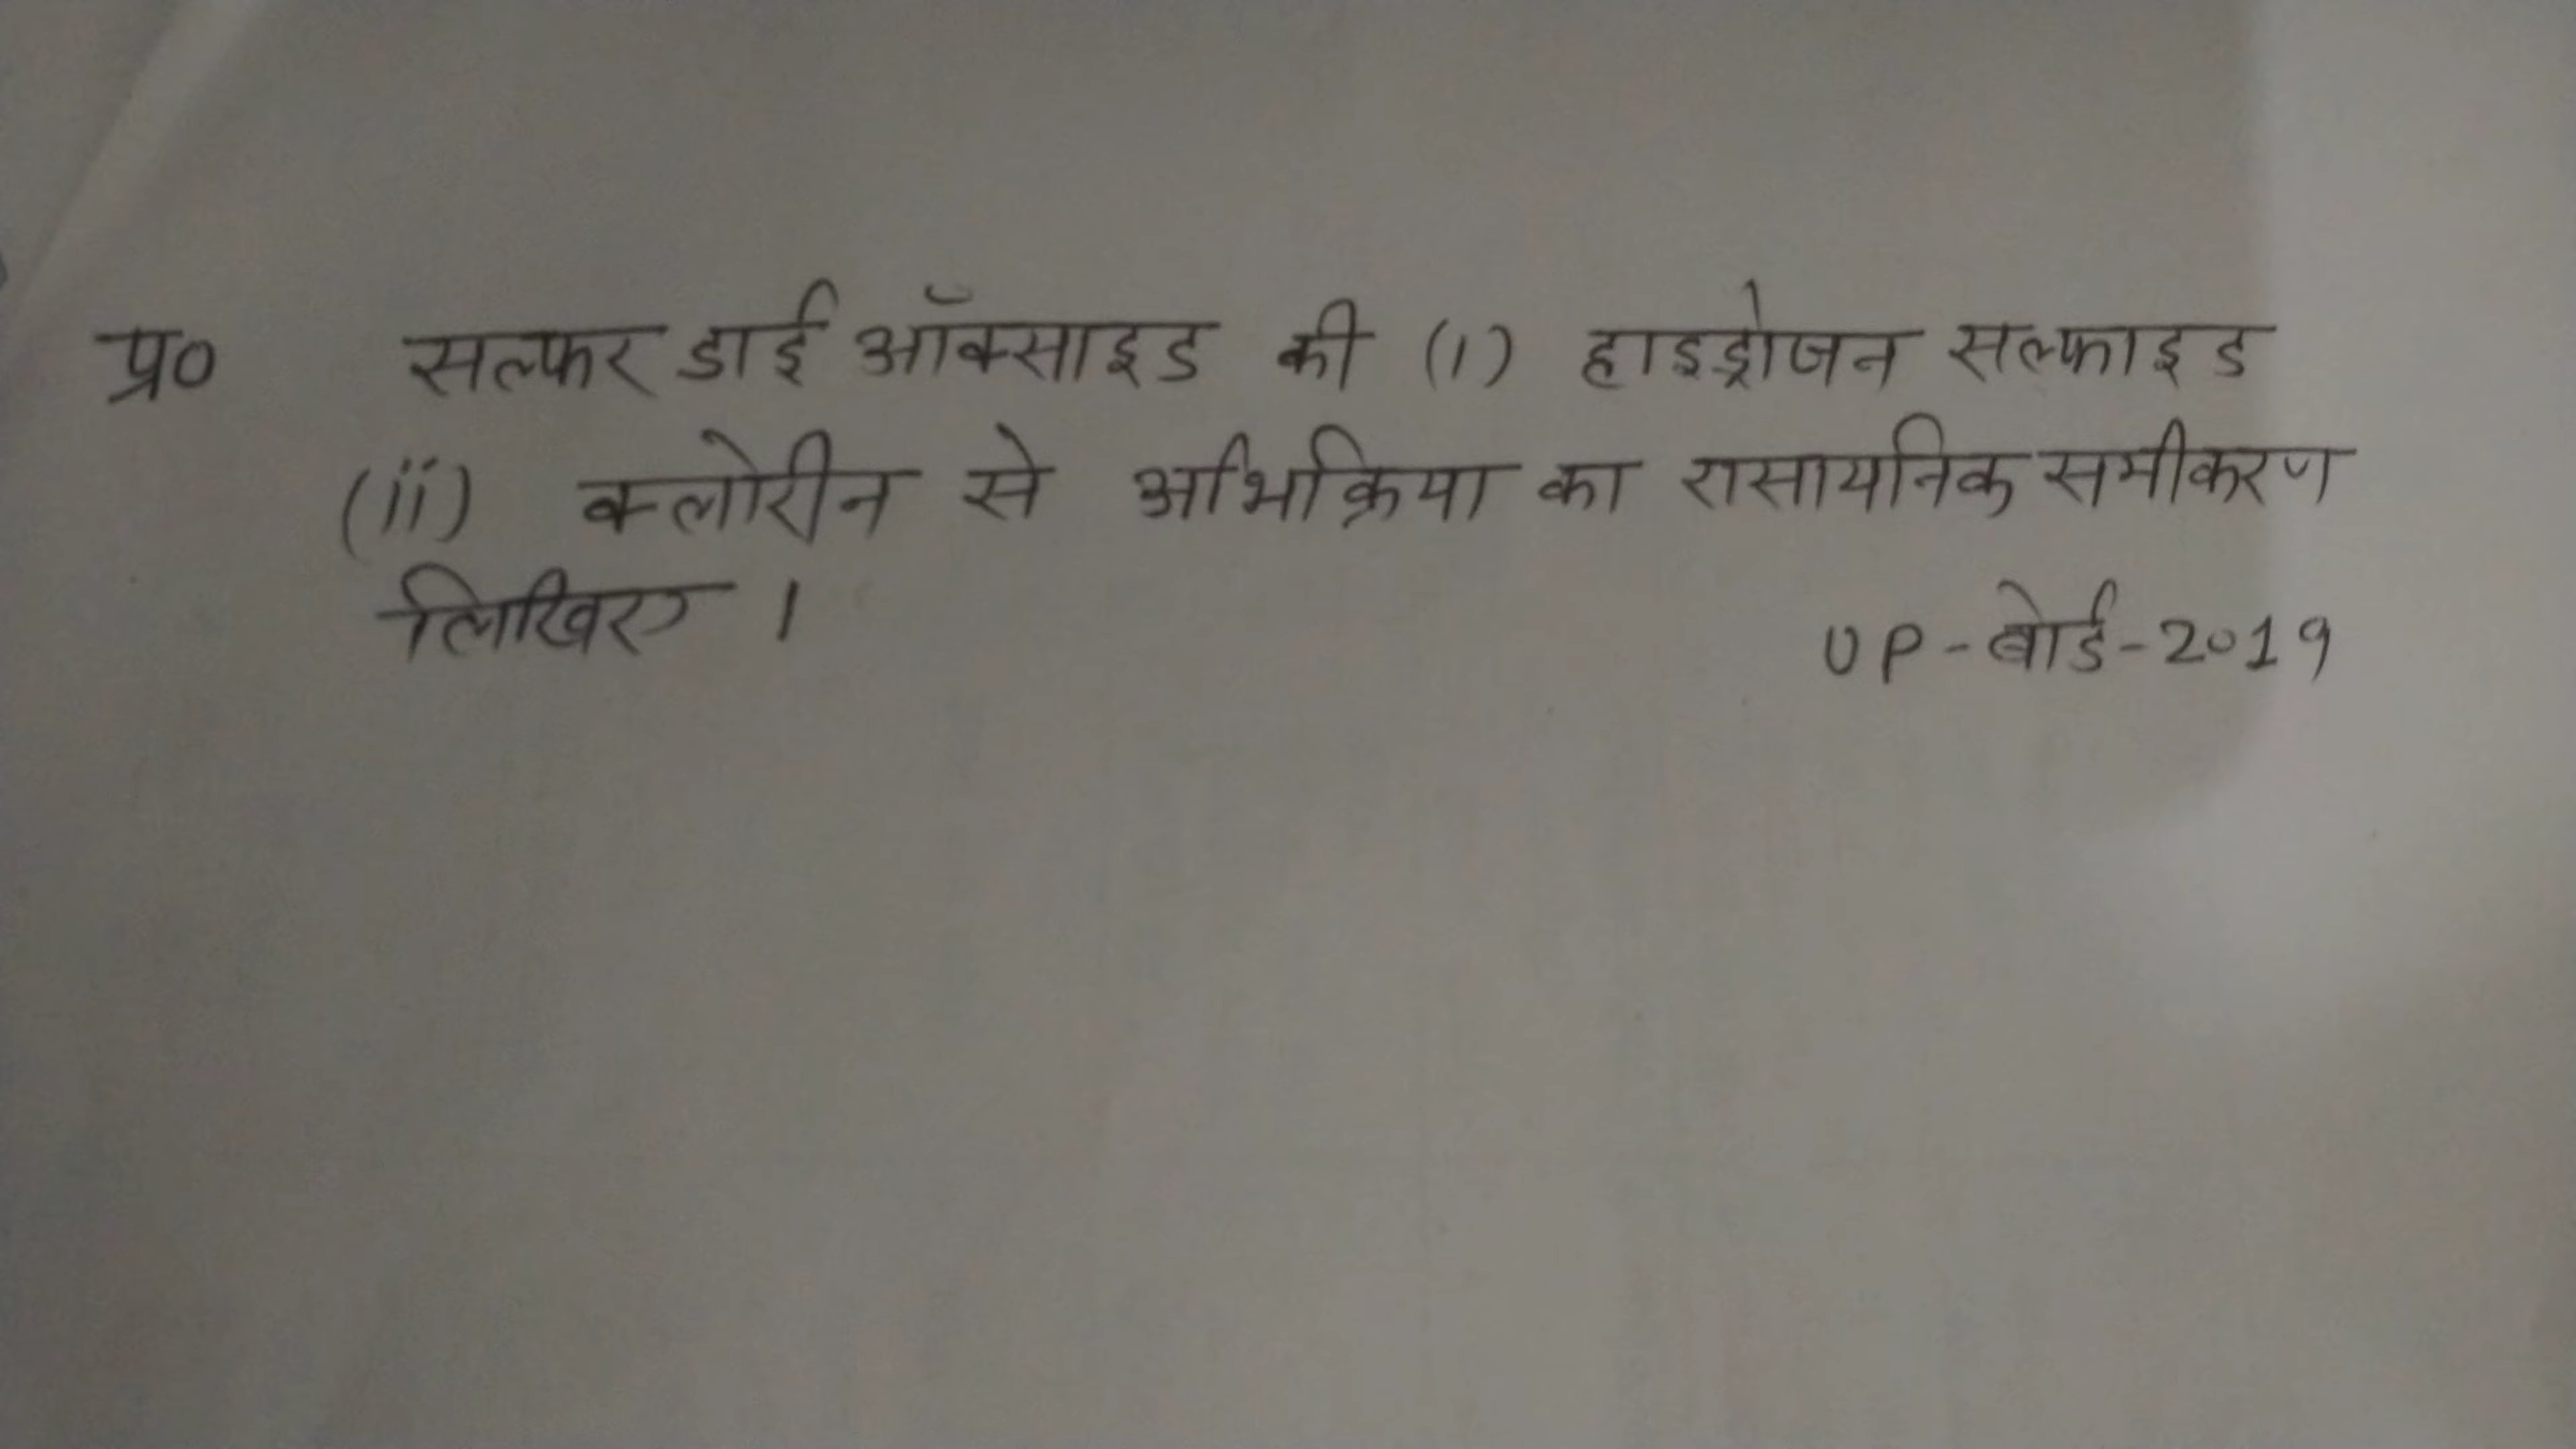 प्र० सल्फर डाई ऑक्साइड की (i) हाइड्रोजन सल्फाइड
(ii) क्लोरीन से अभिक्रिया का रासायनिक समीकरण
लिखिए ।
UP-बोर्ड-2019